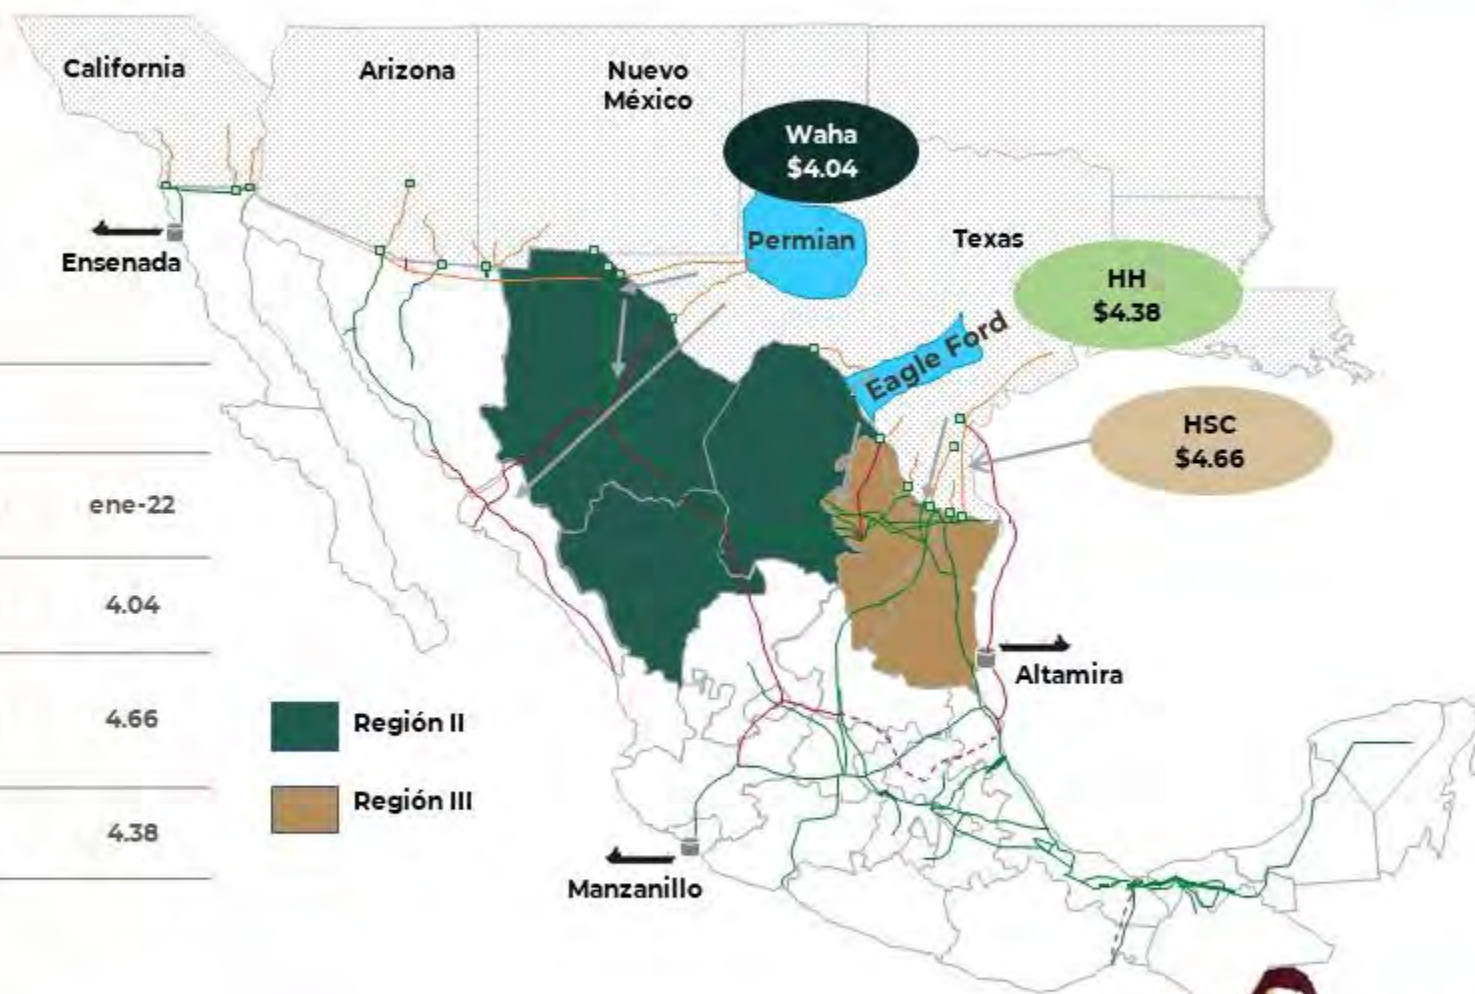 California
Arizona
Nuevo
México
Waha
$4.04
Permian
Texas
Ensenada
HH
$4.38
Eagle Ford
HSC
$4.66
ene-22
4.04
4.66
4.38
Altamira
Región II
Región III
Manzanillo